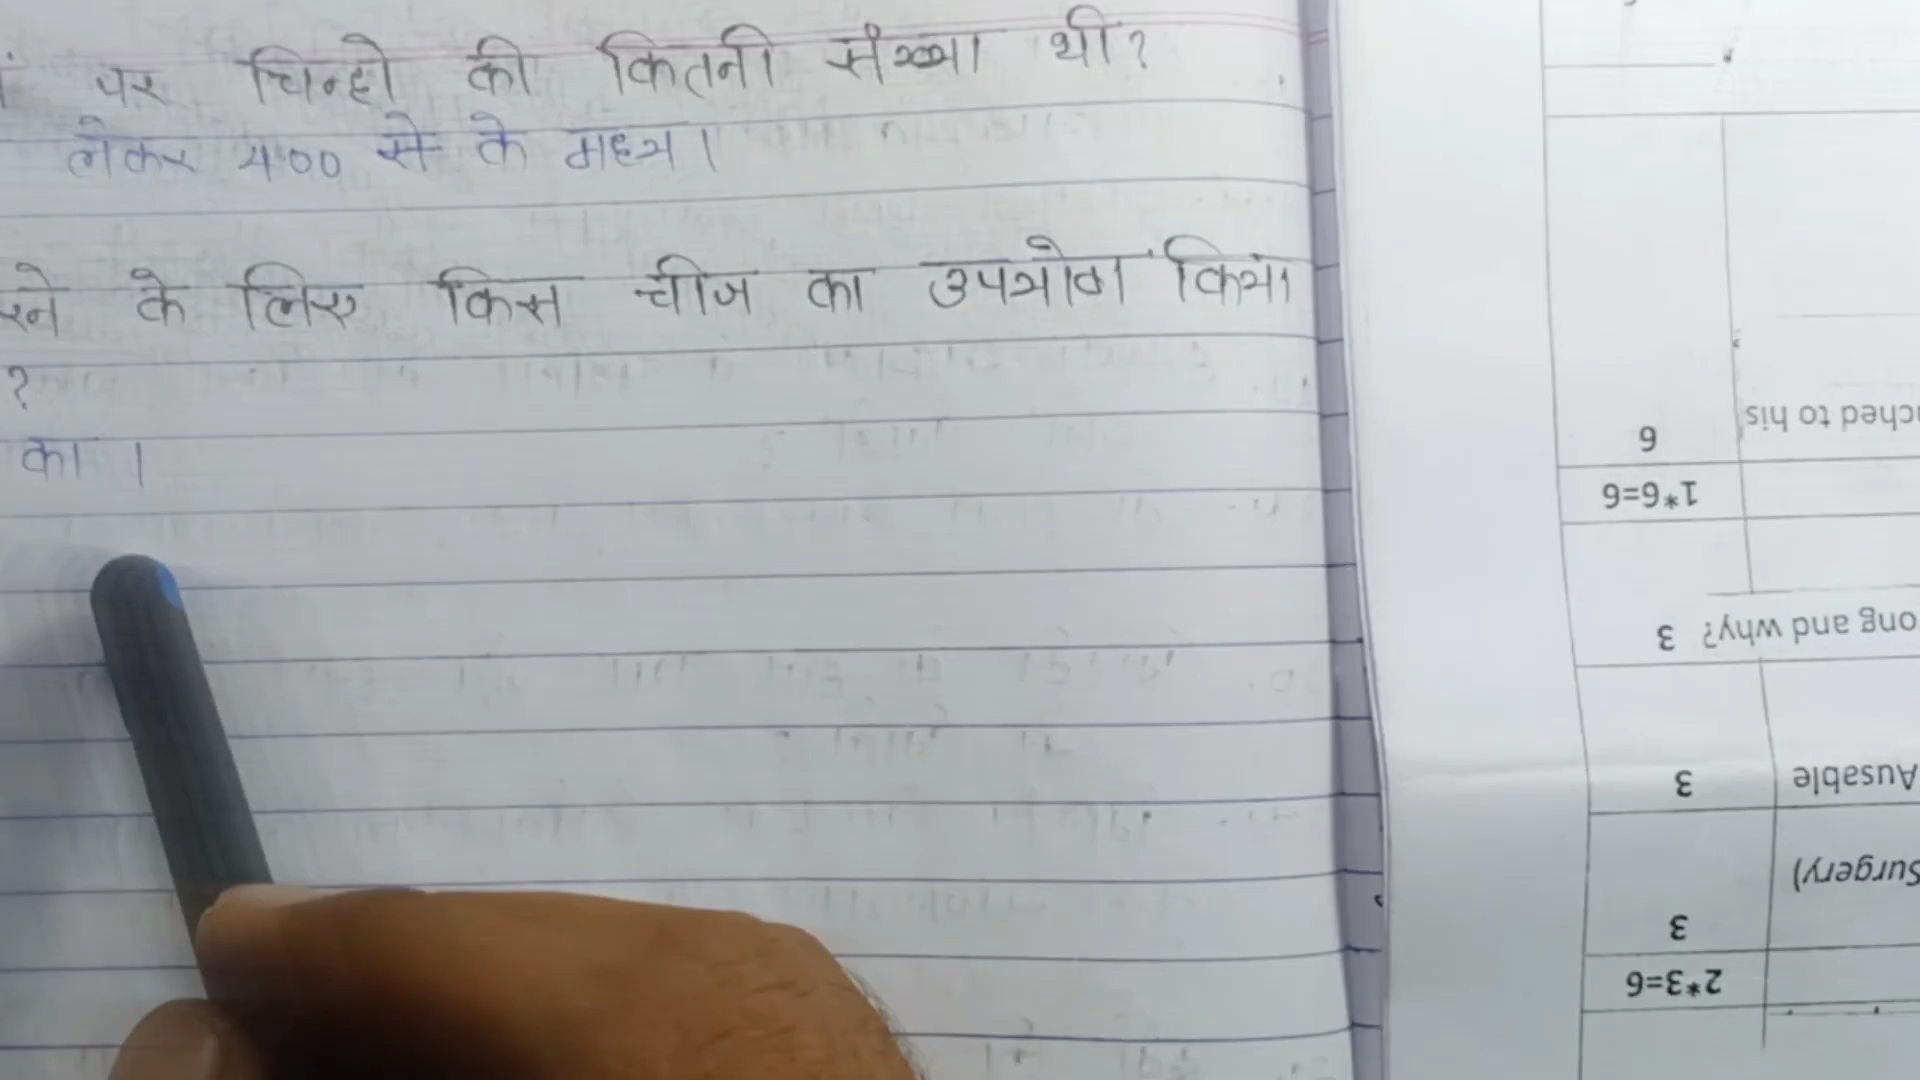 पर चिन्हो की कितनी संख्या थी?
लेकर 400 से के मध्य।
रने के लिए किस चीज का उपयोग किया
?
का ।
ched to his
6
1*6=6
ong and why? 3
Ausable
3
Surgery)
3
2*3=6